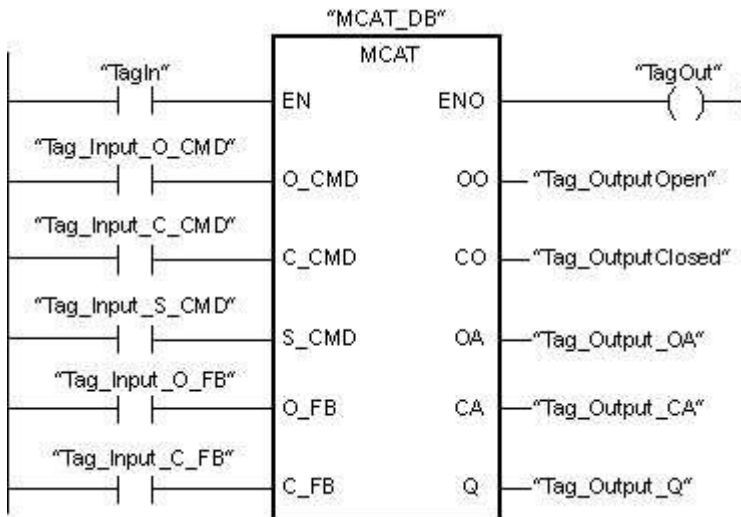 "MCAT_DB"
MCAT
"TagIn"
EN
ENO
"TagOut"
"Tag_Input_O_CMD"
O_CMD
OO
"Tag_OutputOpen"
"Tag_Input_C_CMD"
C_CMD
CO
"Tag_OutputClosed"
"Tag_Input_S_CMD"
S_CMD
OA
"Tag_Output_OA"
"Tag_Input_O_FB"
O_FB
CA
"Tag_Output_CA"
"Tag_Input_C_FB"
C_FB
Q
"Tag_Output_Q"